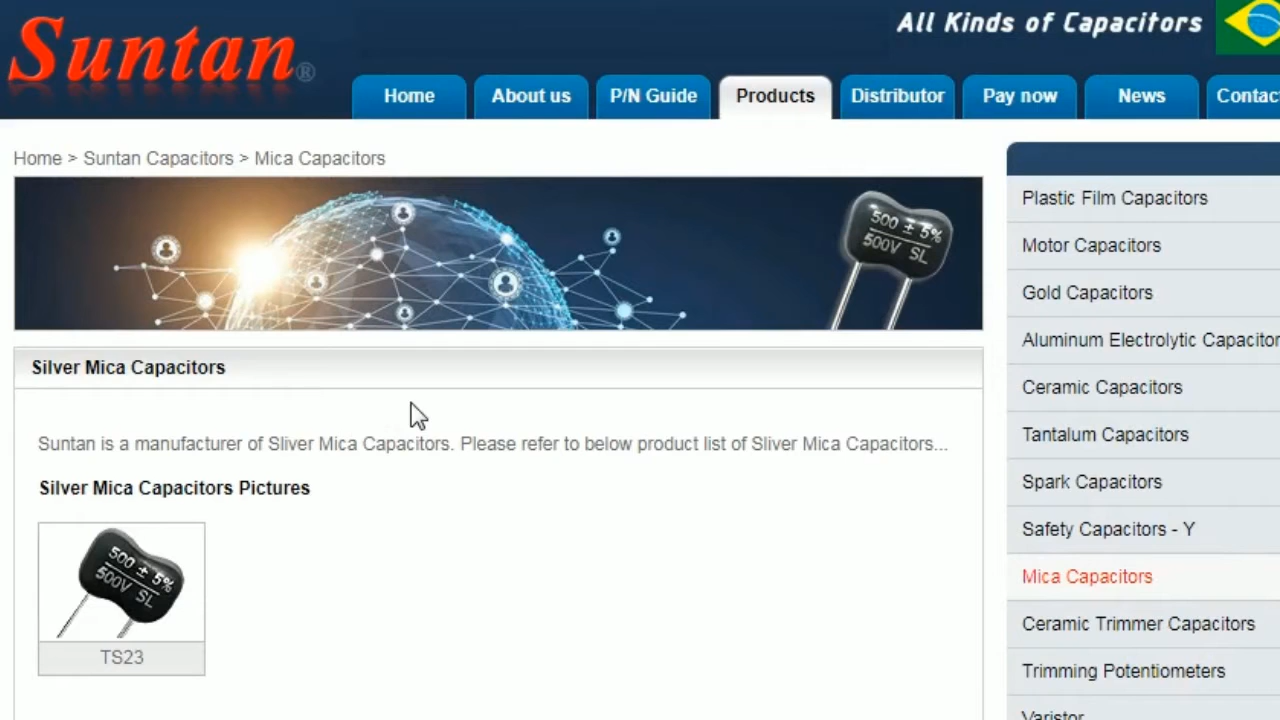 Suntan®
All Kinds of Capacitors
Home
About us
P/N Guide
Products
Distributor
Pay now
News
Contac
Home > Suntan Capacitors > Mica Capacitors
500 ± 5%
500V SL
Silver Mica Capacitors
Suntan is a manufacturer of Sliver Mica Capacitors. Please refer to below product list of Sliver Mica Capacitors...
Silver Mica Capacitors Pictures
500 ± 5%
500V SL
TS23
Plastic Film Capacitors
Motor Capacitors
Gold Capacitors
Aluminum Electrolytic Capacitor
Ceramic Capacitors
Tantalum Capacitors
Spark Capacitors
Safety Capacitors - Y
Mica Capacitors
Ceramic Trimmer Capacitors
Trimming Potentiometers
Varistor